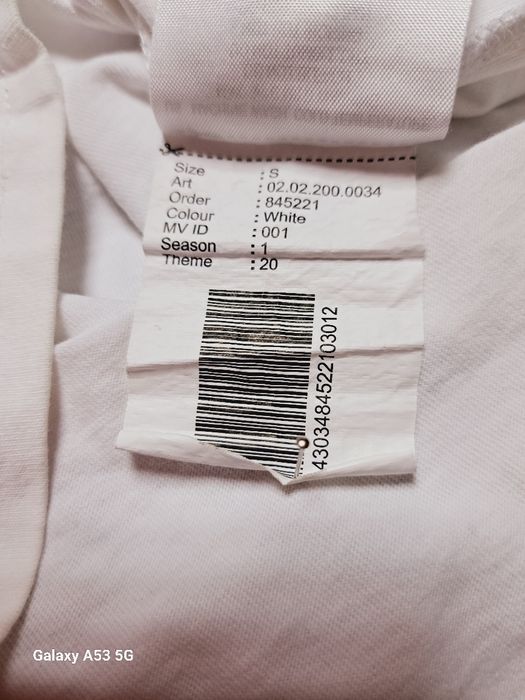 Size : S
Art : 02.02.200.0034
Order : 845221
Colour : White
MV ID : 001
Season : 1
Theme : 20
4303484522103012
Galaxy A53 5G